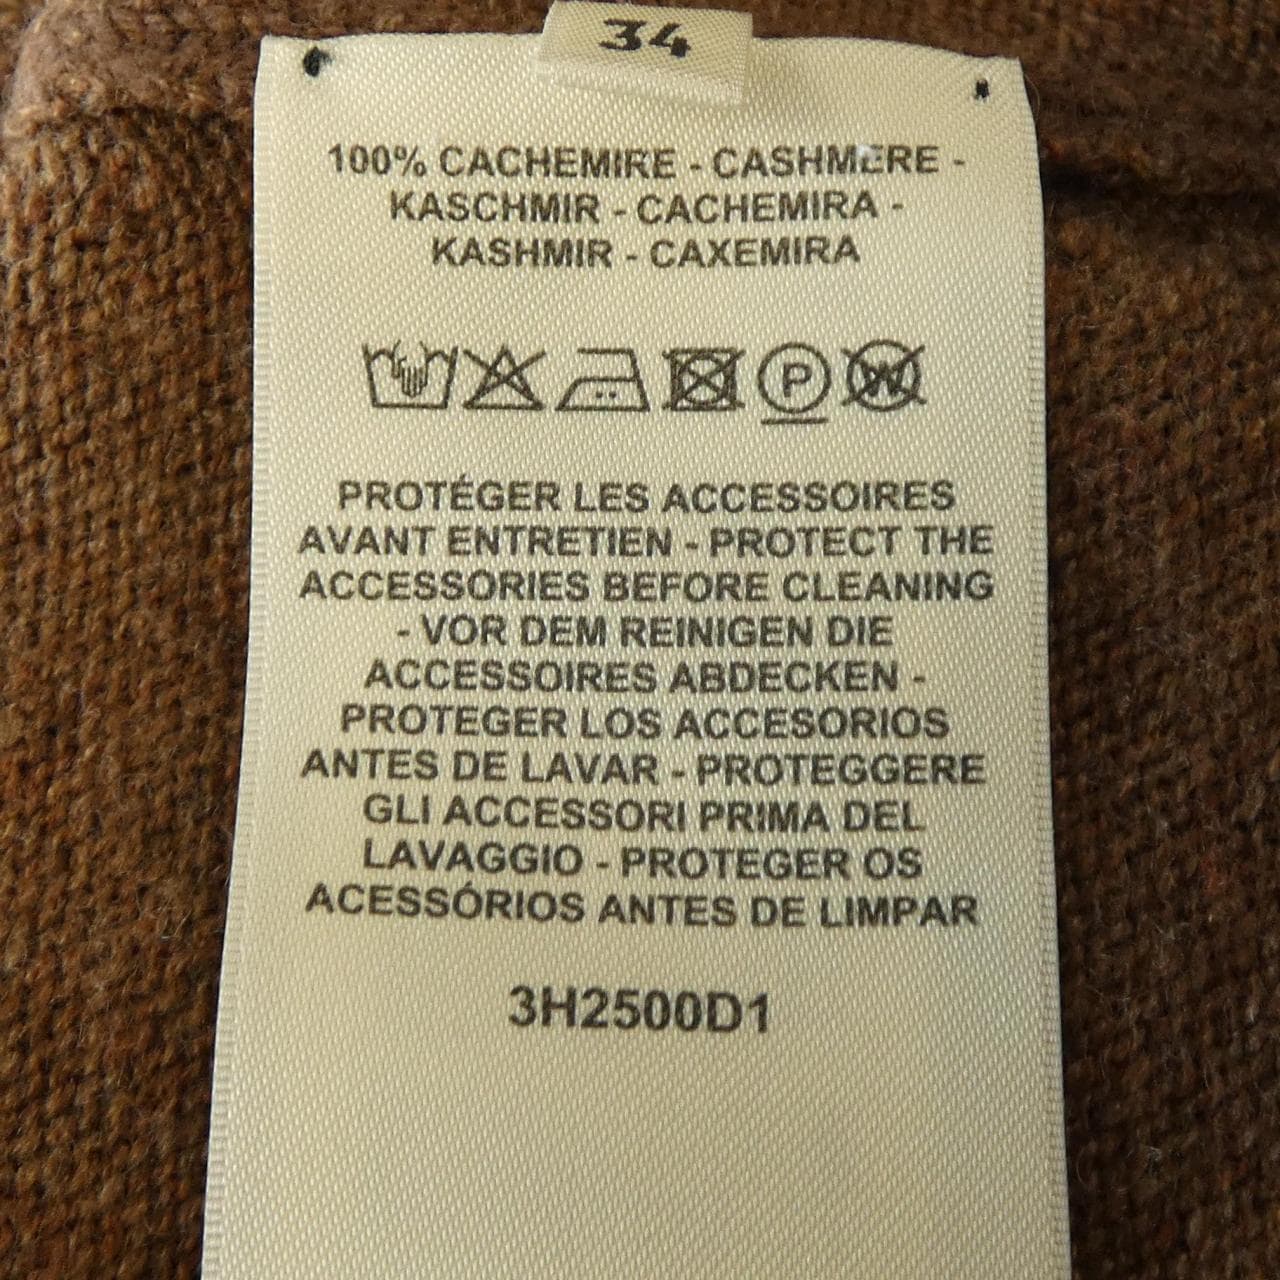 34
100% CACHEMIRE - CASHMERE -
KASCHMIR - CACHEMIRA -
KASHMIR - CAXEMIRA
P W
PROTÉGER LES ACCESSOIRES
AVANT ENTRETIEN - PROTECT THE
ACCESSORIES BEFORE CLEANING
- VOR DEM REINIGEN DIE
ACCESSOIRES ABDECKEN -
PROTEGER LOS ACCESORIOS
ANTES DE LAVAR - PROTEGGERE
GLI ACCESSORI PRIMA DEL
LAVAGGIO - PROTEGER OS
ACESSÓRIOS ANTES DE LIMPAR
3H2500D1